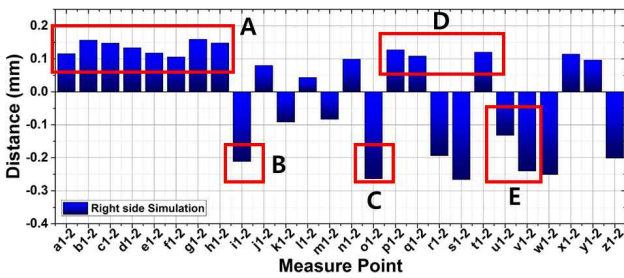 0.2
0.1
0.0
-0.1
-0.2
-0.3
-0.4
Distance (mm)
A
B
C
D
E
Right side Simulation
a1-2 b1-2 c1-2 d1-2 e1-2 f1-2 g1-2 h1-2 i1-2 j1-2 k1-2 l1-2 m1-2 n1-2 o1-2 p1-2 q1-2 r1-2 s1-2 t1-2 u1-2 v1-2 w1-2 x1-2 y1-2 z1-2
Measure Point